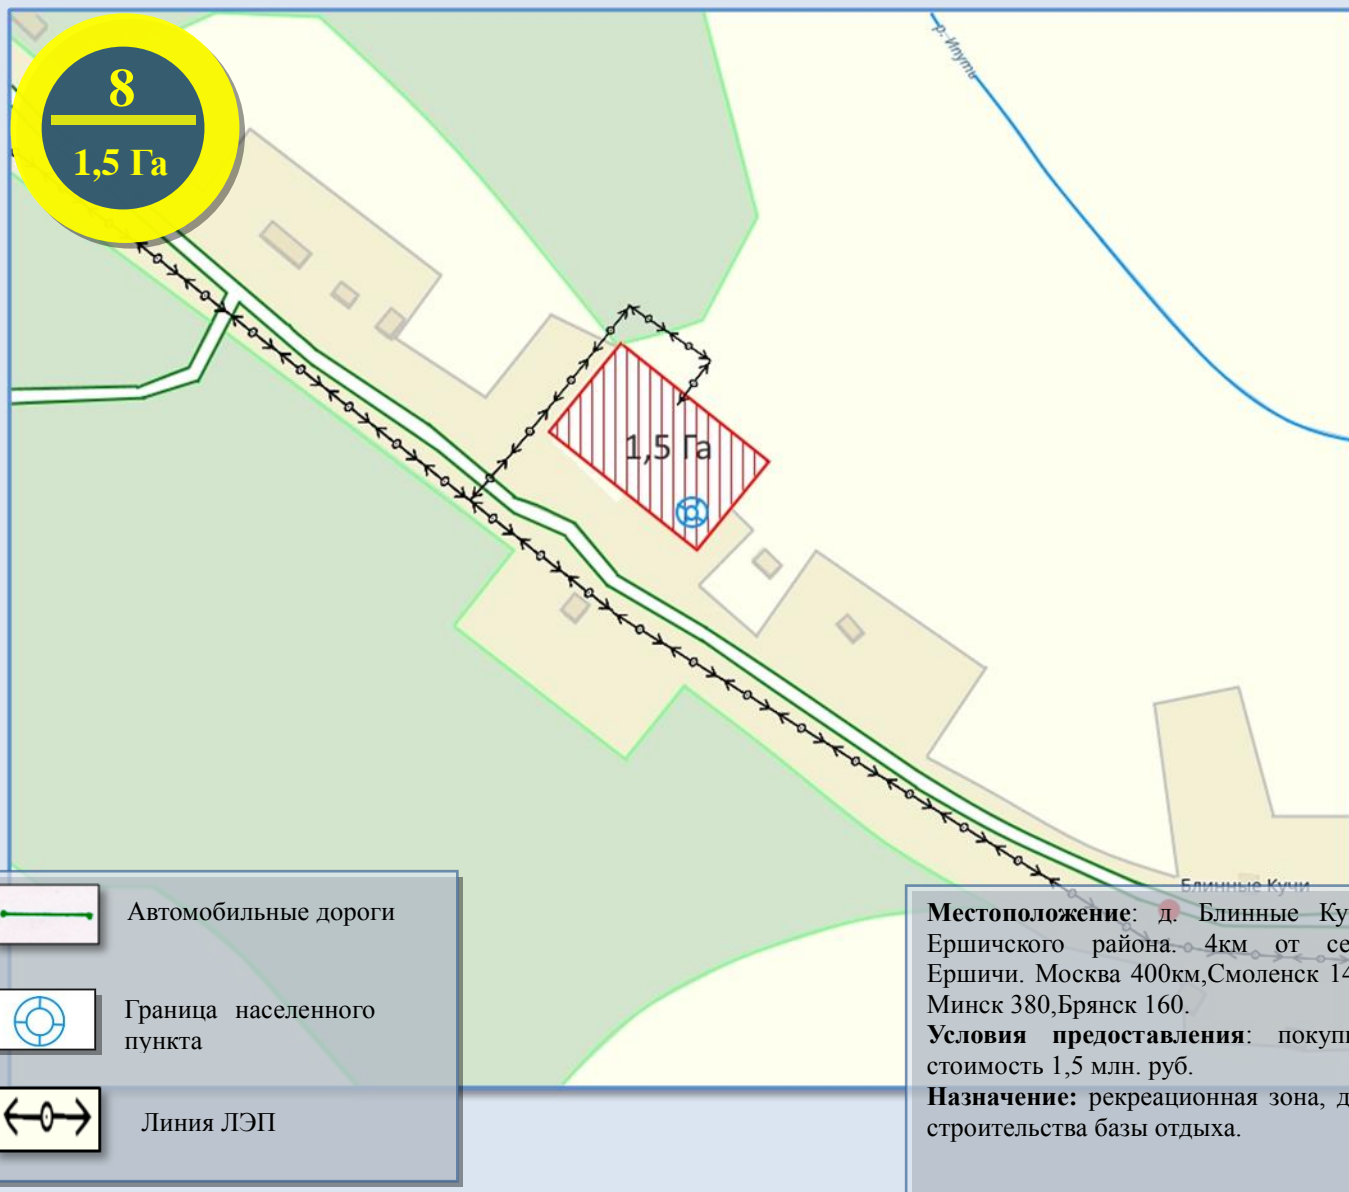 8
1,5 Га
р. Ипуть
1,5 Га
Блинные Кучи
Автомобильные дороги
Граница населенного
пункта
Линия ЛЭП
Местоположение: д. Блинные Ку
Ершичского района. 4км от се
Ершичи. Москва 400км,Смоленск 14
Минск 380,Брянск 160.
Условия предоставления: покуп
стоимость 1,5 млн. руб.
Назначение: рекреационная зона, д
строительства базы отдыха.